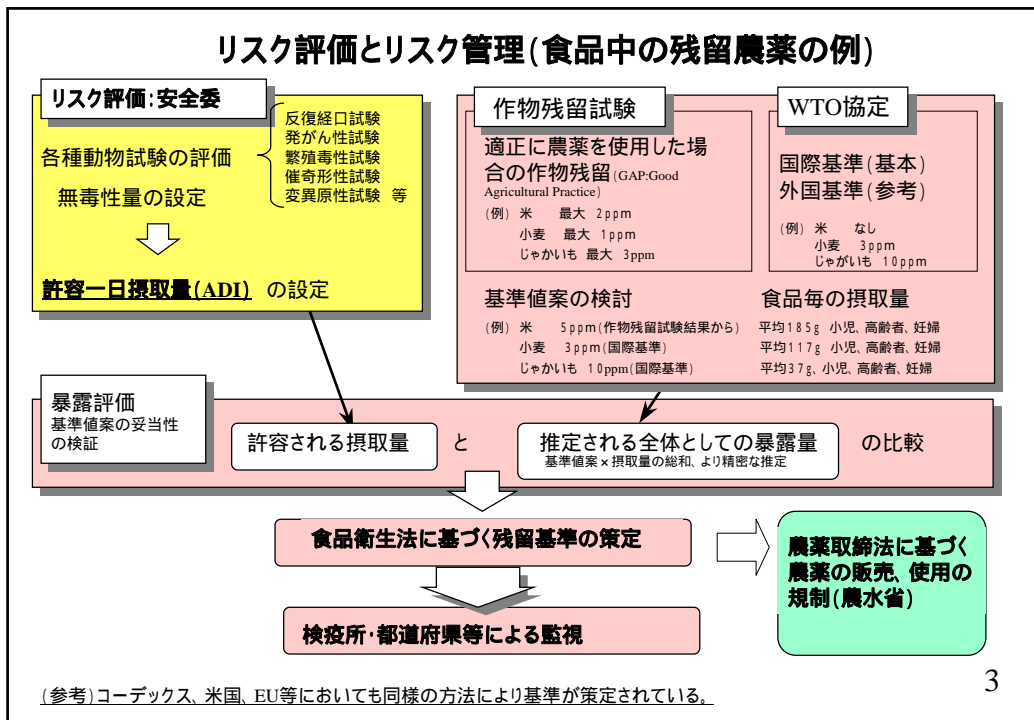 リスク評価とリスク管理(食品中の残留農薬の例)
リスク評価:安全委
各種動物試験の評価
無毒性量の設定
反復経口試験
発がん性試験
繁殖毒性試験
催奇形性試験
変異原性試験 等
許容一日摂取量(ADI) の設定
作物残留試験
適正に農薬を使用した場
合の作物残留(GAP:Good
Agricultural Practice)
(例) 米 最大 2ppm
小麦 最大 1ppm
じゃかいも 最大 3ppm
WTO協定
国際基準(基本)
外国基準(参考)
(例) 米 なし
小麦 3ppm
じゃがいも 10ppm
基準値案の検討
(例) 米 5ppm(作物残留試験結果から)
小麦 3ppm(国際基準)
じゃかいも 10ppm(国際基準)
食品毎の摂取量
平均185g 小児、高齢者、妊婦
平均117g 小児、高齢者、妊婦
平均37g、小児、高齢者、妊婦
暴露評価
基準値案の妥当性
の検証
許容される摂取量 と 推定される全体としての暴露量 の比較
基準値案×摂取量の総和、より精密な推定
食品衛生法に基づく残留基準の策定
農薬取締法に基づく
農薬の販売、使用の
規制(農水省)
検疫所・都道府県等による監視
(参考)コーデックス、米国、EU等においても同様の方法により基準が策定されている。
3